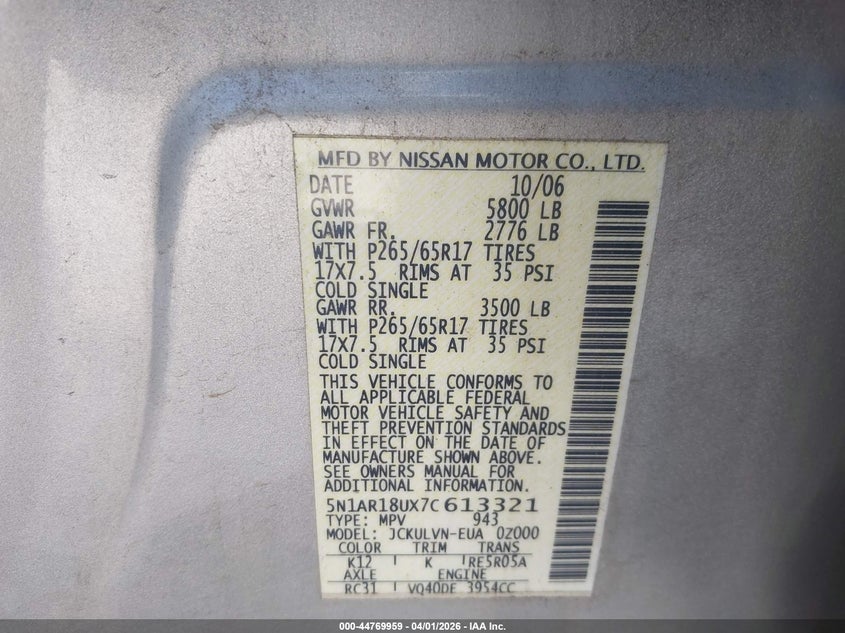 MFD BY NISSAN MOTOR CO., LTD.
DATE 10/06
GVWR 5800 LB
GAWR FR. 2776 LB
WITH P265/65R17 TIRES
17X7.5 RIMS AT 35 PSI
COLD SINGLE
GAWR RR. 3500 LB
WITH P265/65R17 TIRES
17X7.5 RIMS AT 35 PSI
COLD SINGLE
THIS VEHICLE CONFORMS TO
ALL APPLICABLE FEDERAL
MOTOR VEHICLE SAFETY AND
THEFT PREVENTION STANDARDS
IN EFFECT ON THE DATE OF
MANUFACTURE SHOWN ABOVE.
SEE OWNERS MANUAL FOR
ADDITIONAL INFORMATION
5N1AR18UX7C613321
TYPE: MPV 943
MODEL: JCKULVN-EUA 0Z000
COLOR TRIM TRANS
K12 K RE5R05A
AXLE ENGINE
RC31 VQ40DE 3954CC
000-44769959 - 04/01/2026 - IAA Inc.